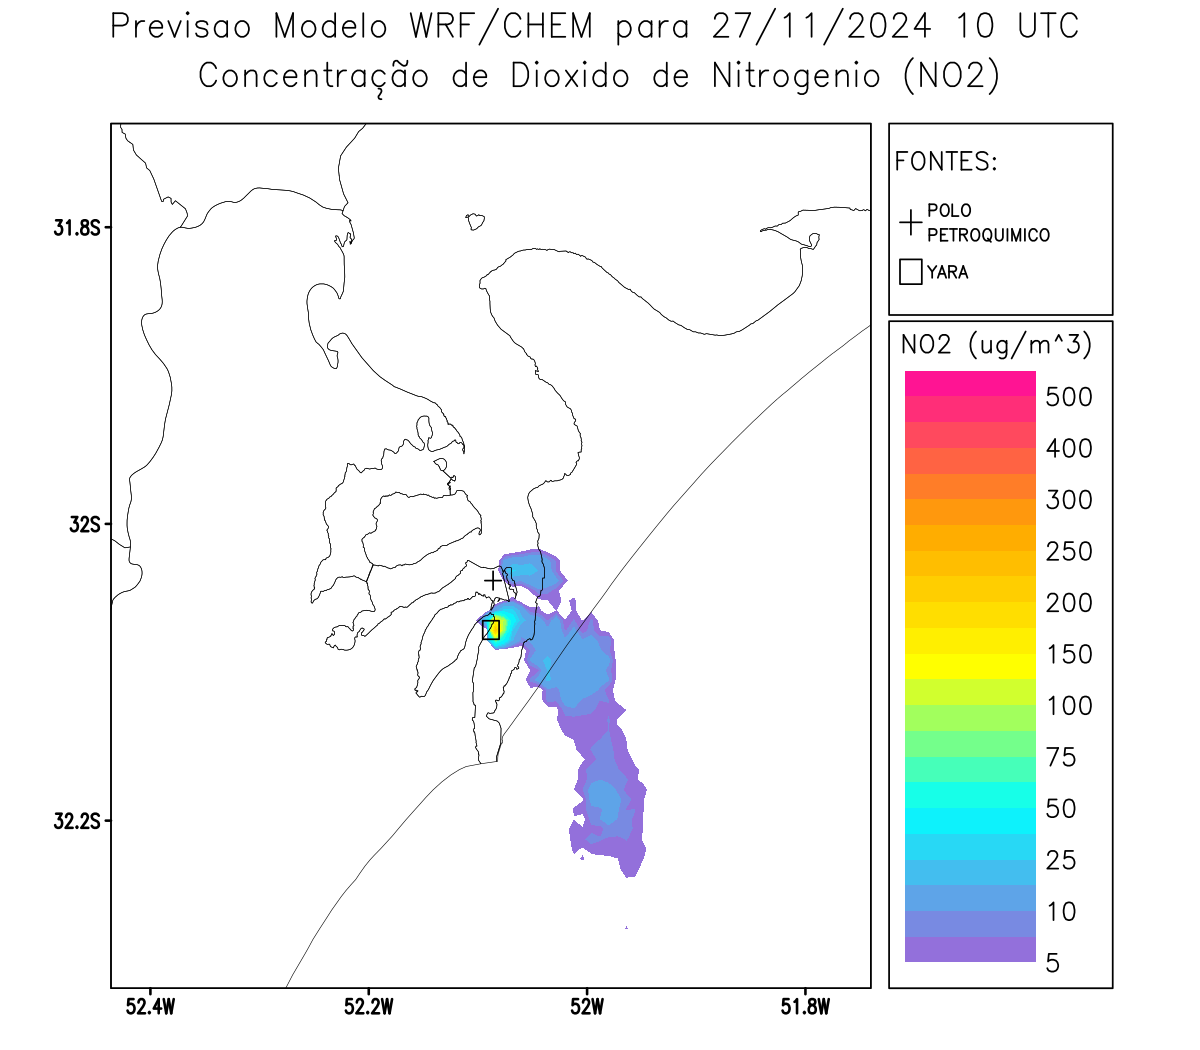 Previsao Modelo WRF/CHEM para 27/11/2024 10 UTC
Concentração de Dioxido de Nitrogenio (NO2)
FONTES:
POLO
PETROQUIMICO
YARA
NO2 (ug/m^3)
500
400
300
250
200
150
100
75
50
25
10
5
31.8S
32S
32.2S
52.4W
52.2W
52W
51.8W